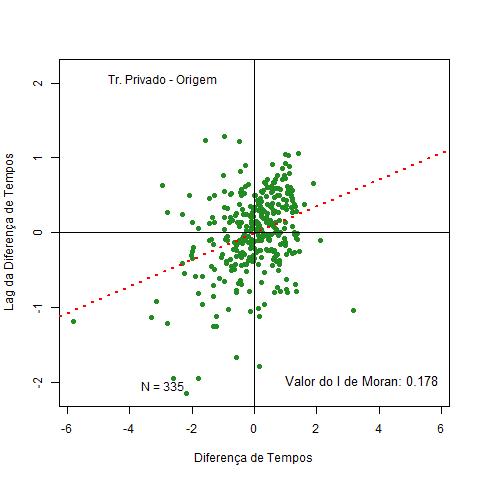 Tr. Privado - Origem
2
1
0
-1
-2
Lag da Diferença de Tempos
N = 335
Valor do I de Moran: 0.178
-6
-4
-2
0
2
4
6
Diferença de Tempos